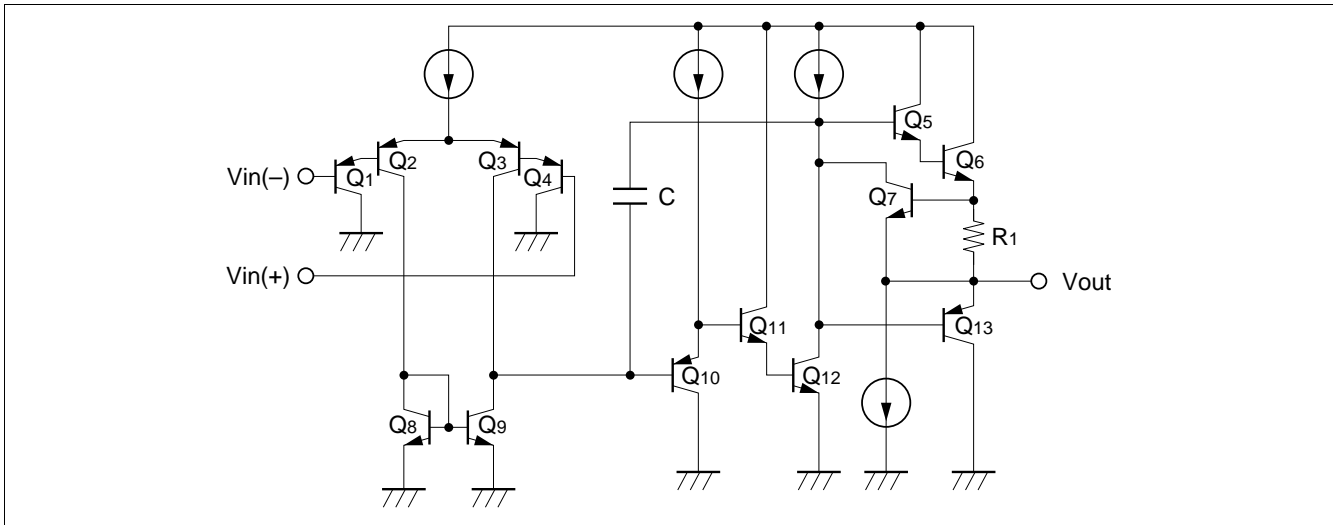 Q5
Q2
Q3
Q6
Vin(–)
Q1
Q4
C
Q7
R1
Vin(+)
Vout
Q11
Q13
Q10
Q12
Q8
Q9